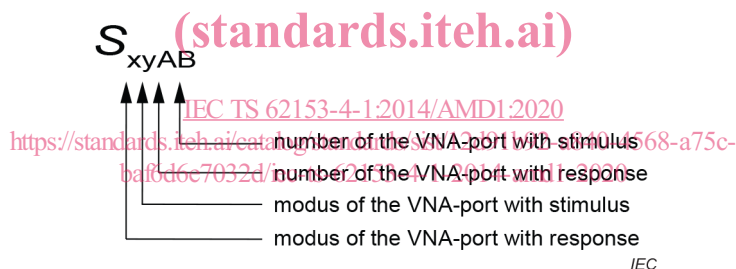 (standards.iteh.ai)
SxyAB
IEC TS 62153-4-1:2014/AMD1:2020
number of the VNA-port with stimulus
number of the VNA-port with response
modus of the VNA-port with stimulus
modus of the VNA-port with response
IEC